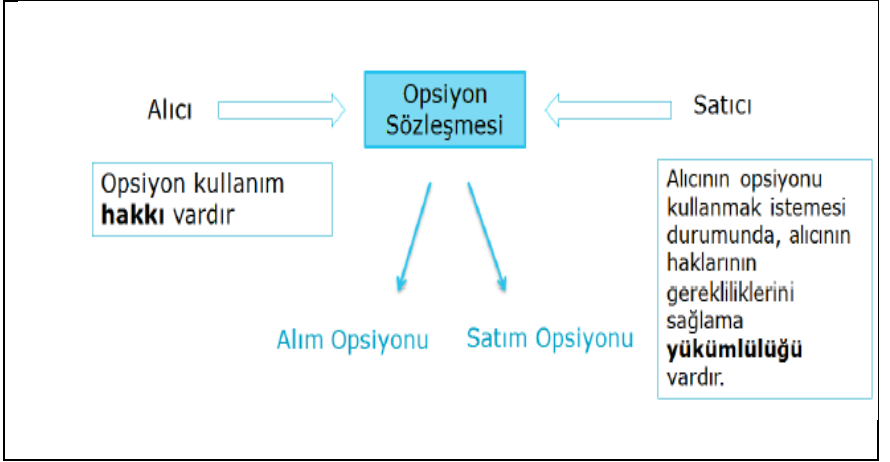 Alıcı
Opsiyon
Sözleşmesi
Satıcı
Opsiyon kullanım
hakkı vardır
Alıcının opsiyonu
kullanmak istemesi
durumunda, alıcının
haklarının
gerekliliklerini
sağlama
yükümlülüğü
vardır.
Alım Opsiyonu
Satım Opsiyonu